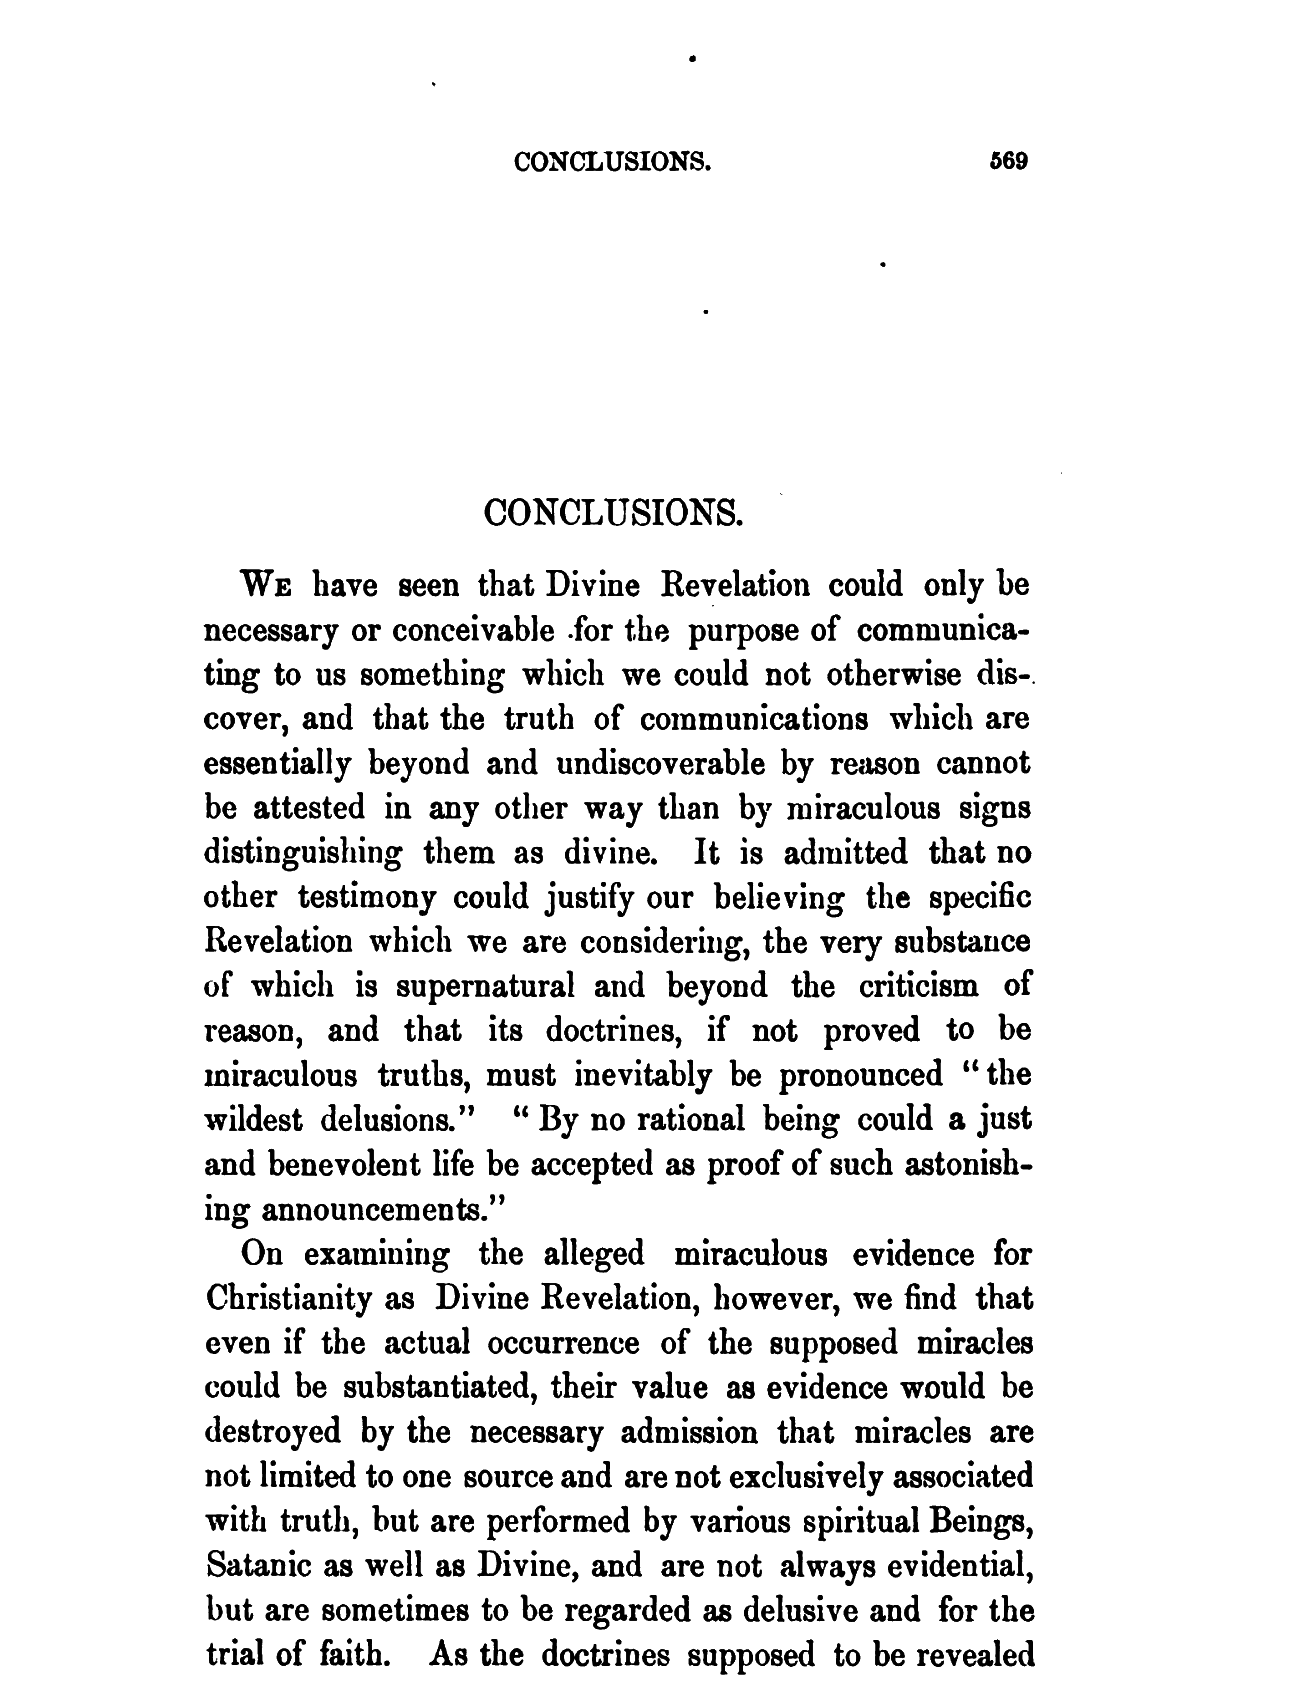 CONCLUSIONS. 569
CONCLUSIONS.
WE have seen that Divine Revelation could only be
necessary or conceivable for the purpose of communica-
ting to us something which we could not otherwise dis-
cover, and that the truth of communications which are
essentially beyond and undiscoverable by reason cannot
be attested in any other way than by miraculous signs
distinguishing them as divine. It is admitted that no
other testimony could justify our believing the specific
Revelation which we are considering, the very substance
of which is supernatural and beyond the criticism of
reason, and that its doctrines, if not proved to be
miraculous truths, must inevitably be pronounced “the
wildest delusions.” “By no rational being could a just
and benevolent life be accepted as proof of such astonish-
ing announcements.”
On examining the alleged miraculous evidence for
Christianity as Divine Revelation, however, we find that
even if the actual occurrence of the supposed miracles
could be substantiated, their value as evidence would be
destroyed by the necessary admission that miracles are
not limited to one source and are not exclusively associated
with truth, but are performed by various spiritual Beings,
Satanic as well as Divine, and are not always evidential,
but are sometimes to be regarded as delusive and for the
trial of faith. As the doctrines supposed to be revealed